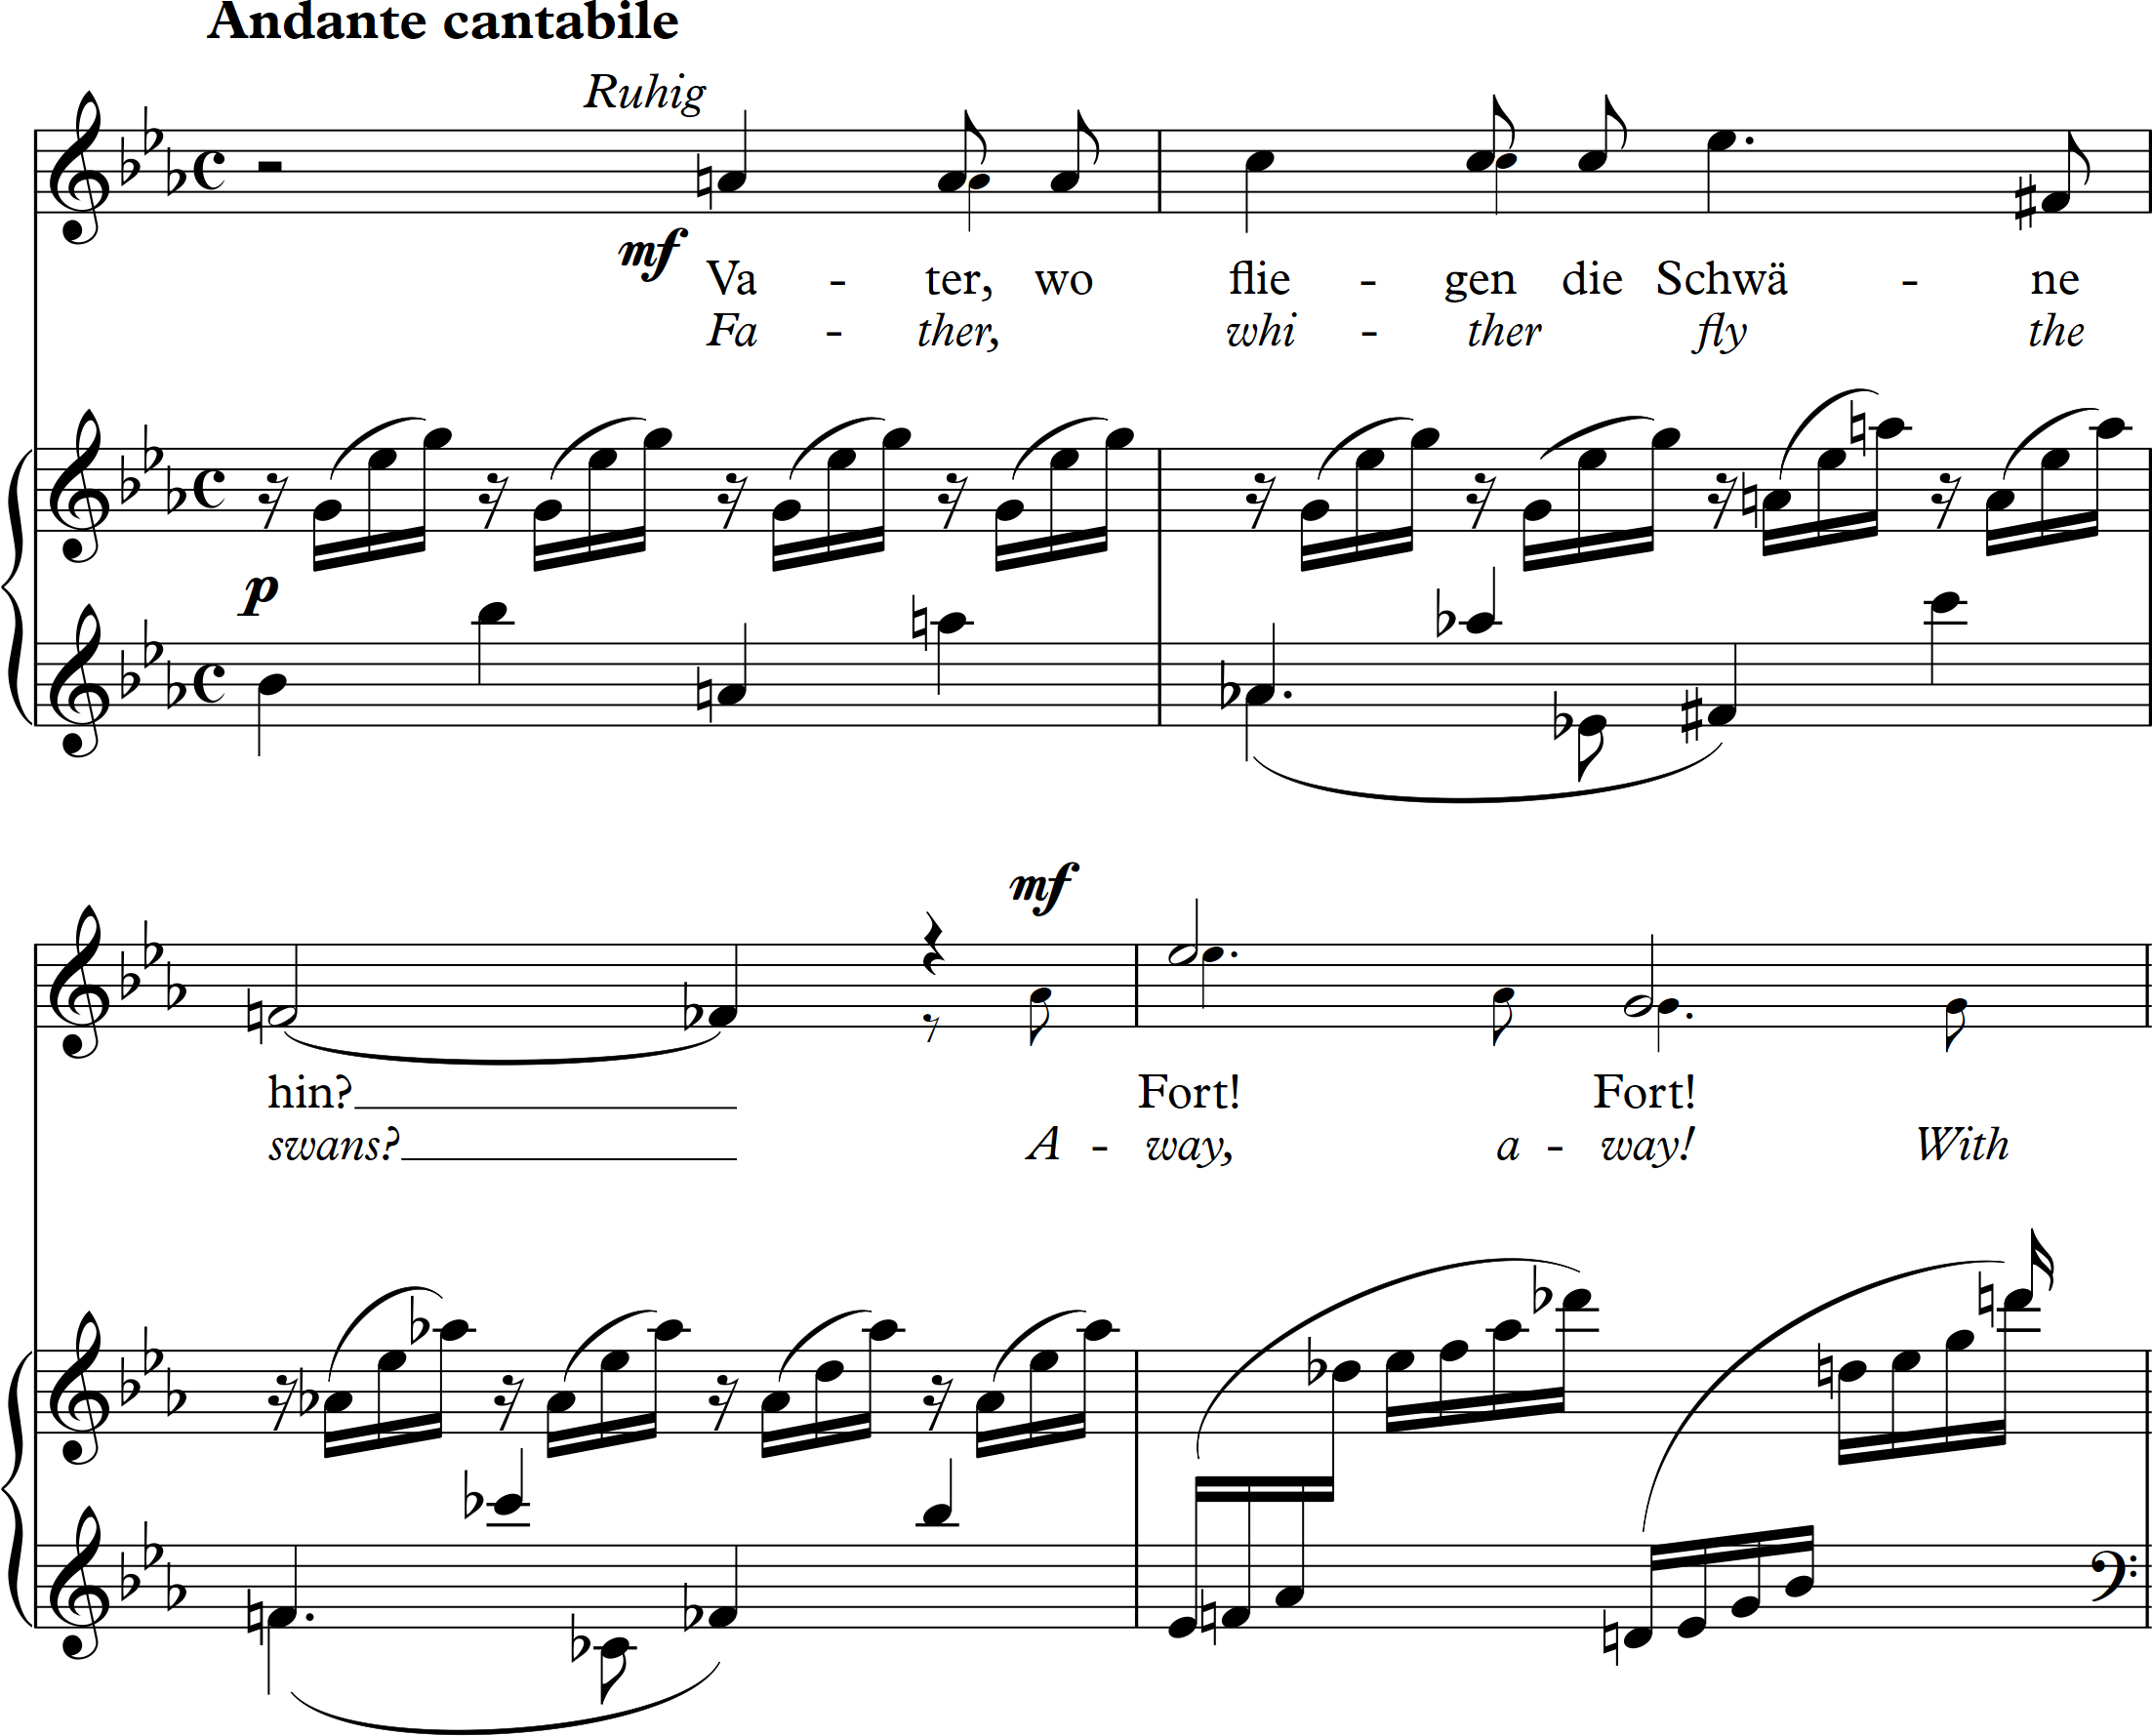 Andante cantabile
Ruhig
mf
Va - ter, wo flie - gen die Schwä - ne
Fa - ther, whi - ther fly the
p
mf
hin? Fort! Fort!
swans? A - way, a - way! With